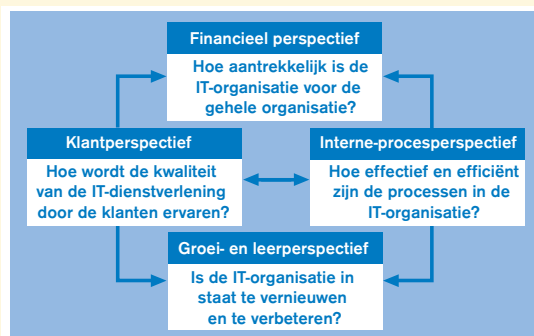 Financieel perspectief
Hoe aantrekkelijk is de
IT-organisatie voor de
gehele organisatie?
Klantperspectief
Hoe wordt de kwaliteit
van de IT-dienstverlening
door de klanten ervaren?
Interne-procesperspectief
Hoe effectief en efficiënt
zijn de processen in de
IT-organisatie?
Groei- en leerperspectief
Is de IT-organisatie in
staat te vernieuwen
en te verbeteren?